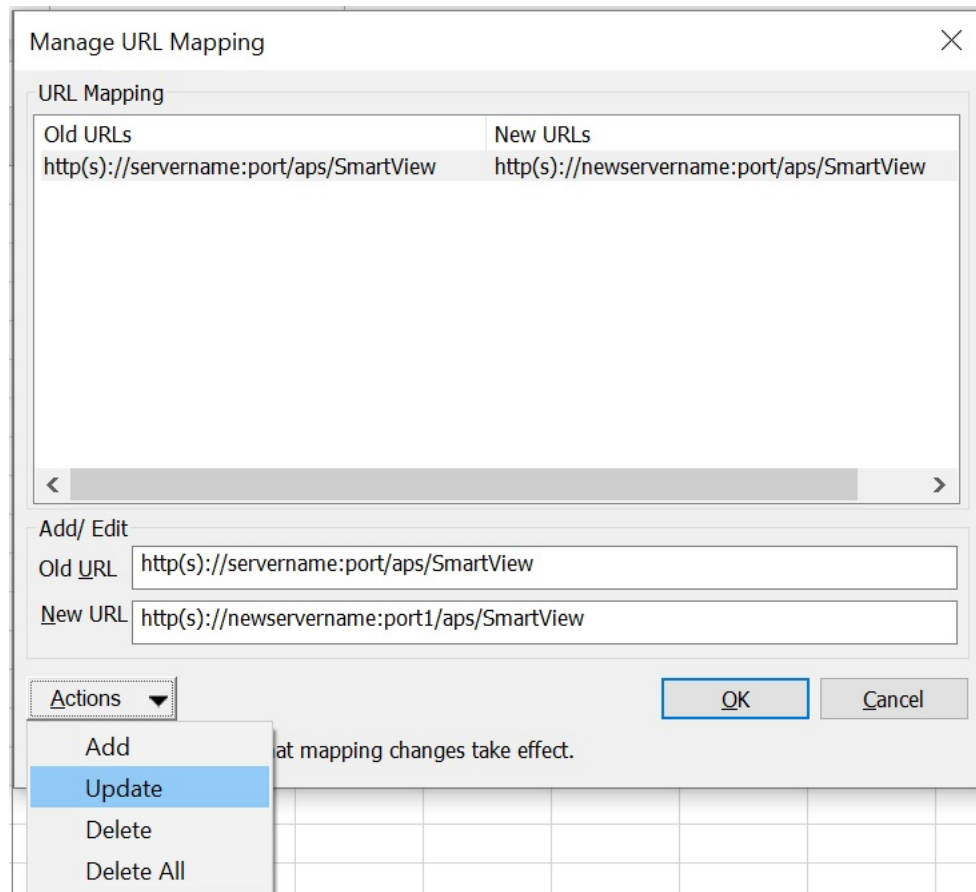 Manage URL Mapping
URL Mapping
Old URLs New URLs
http(s)://servername:port/aps/SmartView http(s)://newservername:port/aps/SmartView
Add/ Edit
Old URL http(s)://servername:port/aps/SmartView
New URL http(s)://newservername:port1/aps/SmartView
Actions OK Cancel
Add at mapping changes take effect.
Update
Delete
Delete All